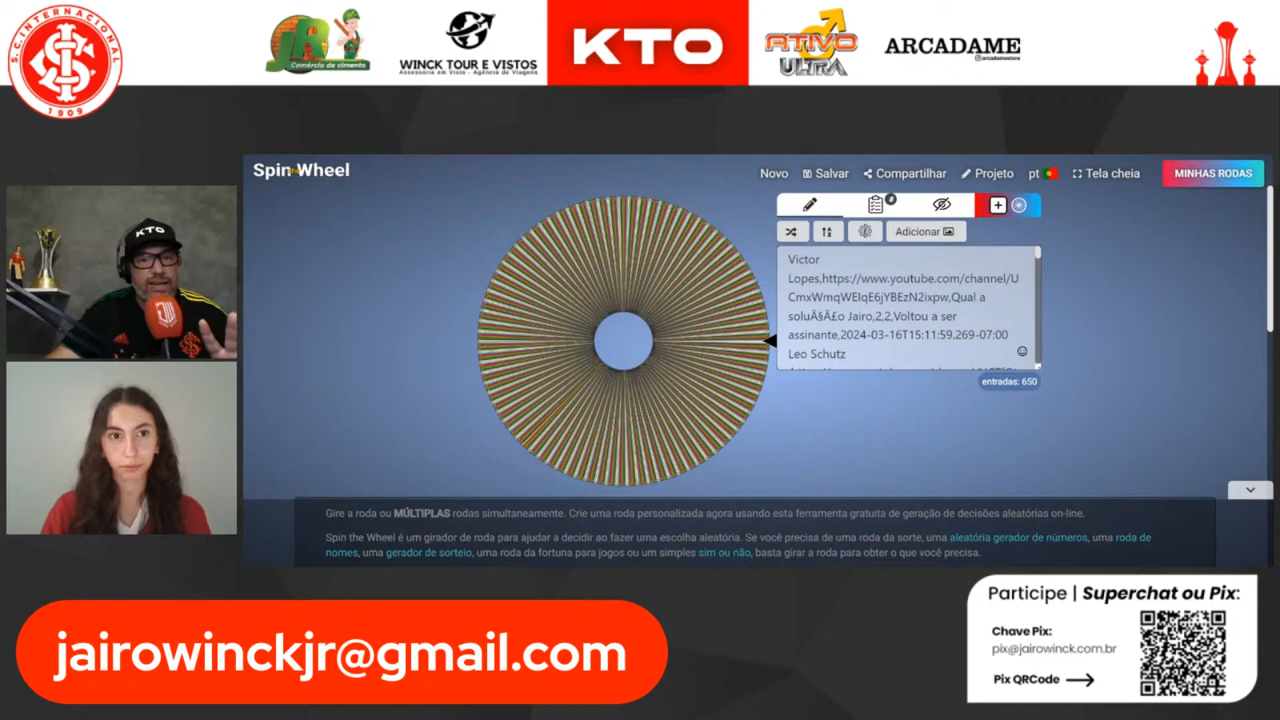 S.C. INTERNACIONAL
1909
JR
Comércio de cimento
WINCK TOUR E VISTOS
Assessoria em Visto - Agência de Viagens
KTO
ATIVO
ULTRA
ARCADAME
@arcadamestore
Spin the Wheel
Novo
Salvar
Compartilhar
Projeto
pt
Tela cheia
MINHAS RODAS
KTO
Adicionar
Victor
Lopes,https://www.youtube.com/channel/U
CmxWmqWEIqE6jYBEzN2ixpw,Qual a
soluÃ§Ã£o Jairo,2,2,Voltou a ser
assinante,2024-03-16T15:11:59.269-07:00
Leo Schutz
entradas: 650
Gire a roda ou MÚLTIPLAS rodas simultaneamente. Crie uma roda personalizada agora usando esta ferramenta gratuita de geração de decisões aleatórias on-line.
Spin the Wheel é um girador de roda para ajudar a decidir ao fazer uma escolha aleatória. Se você precisa de uma roda da sorte, uma aleatória gerador de números, uma roda de
nomes, uma gerador de sorteio, uma roda da fortuna para jogos ou um simples sim ou não, basta girar a roda para obter o que você precisa.
jairowinckjr@gmail.com
Participe | Superchat ou Pix:
Chave Pix:
pix@jairowinck.com.br
Pix QRCode